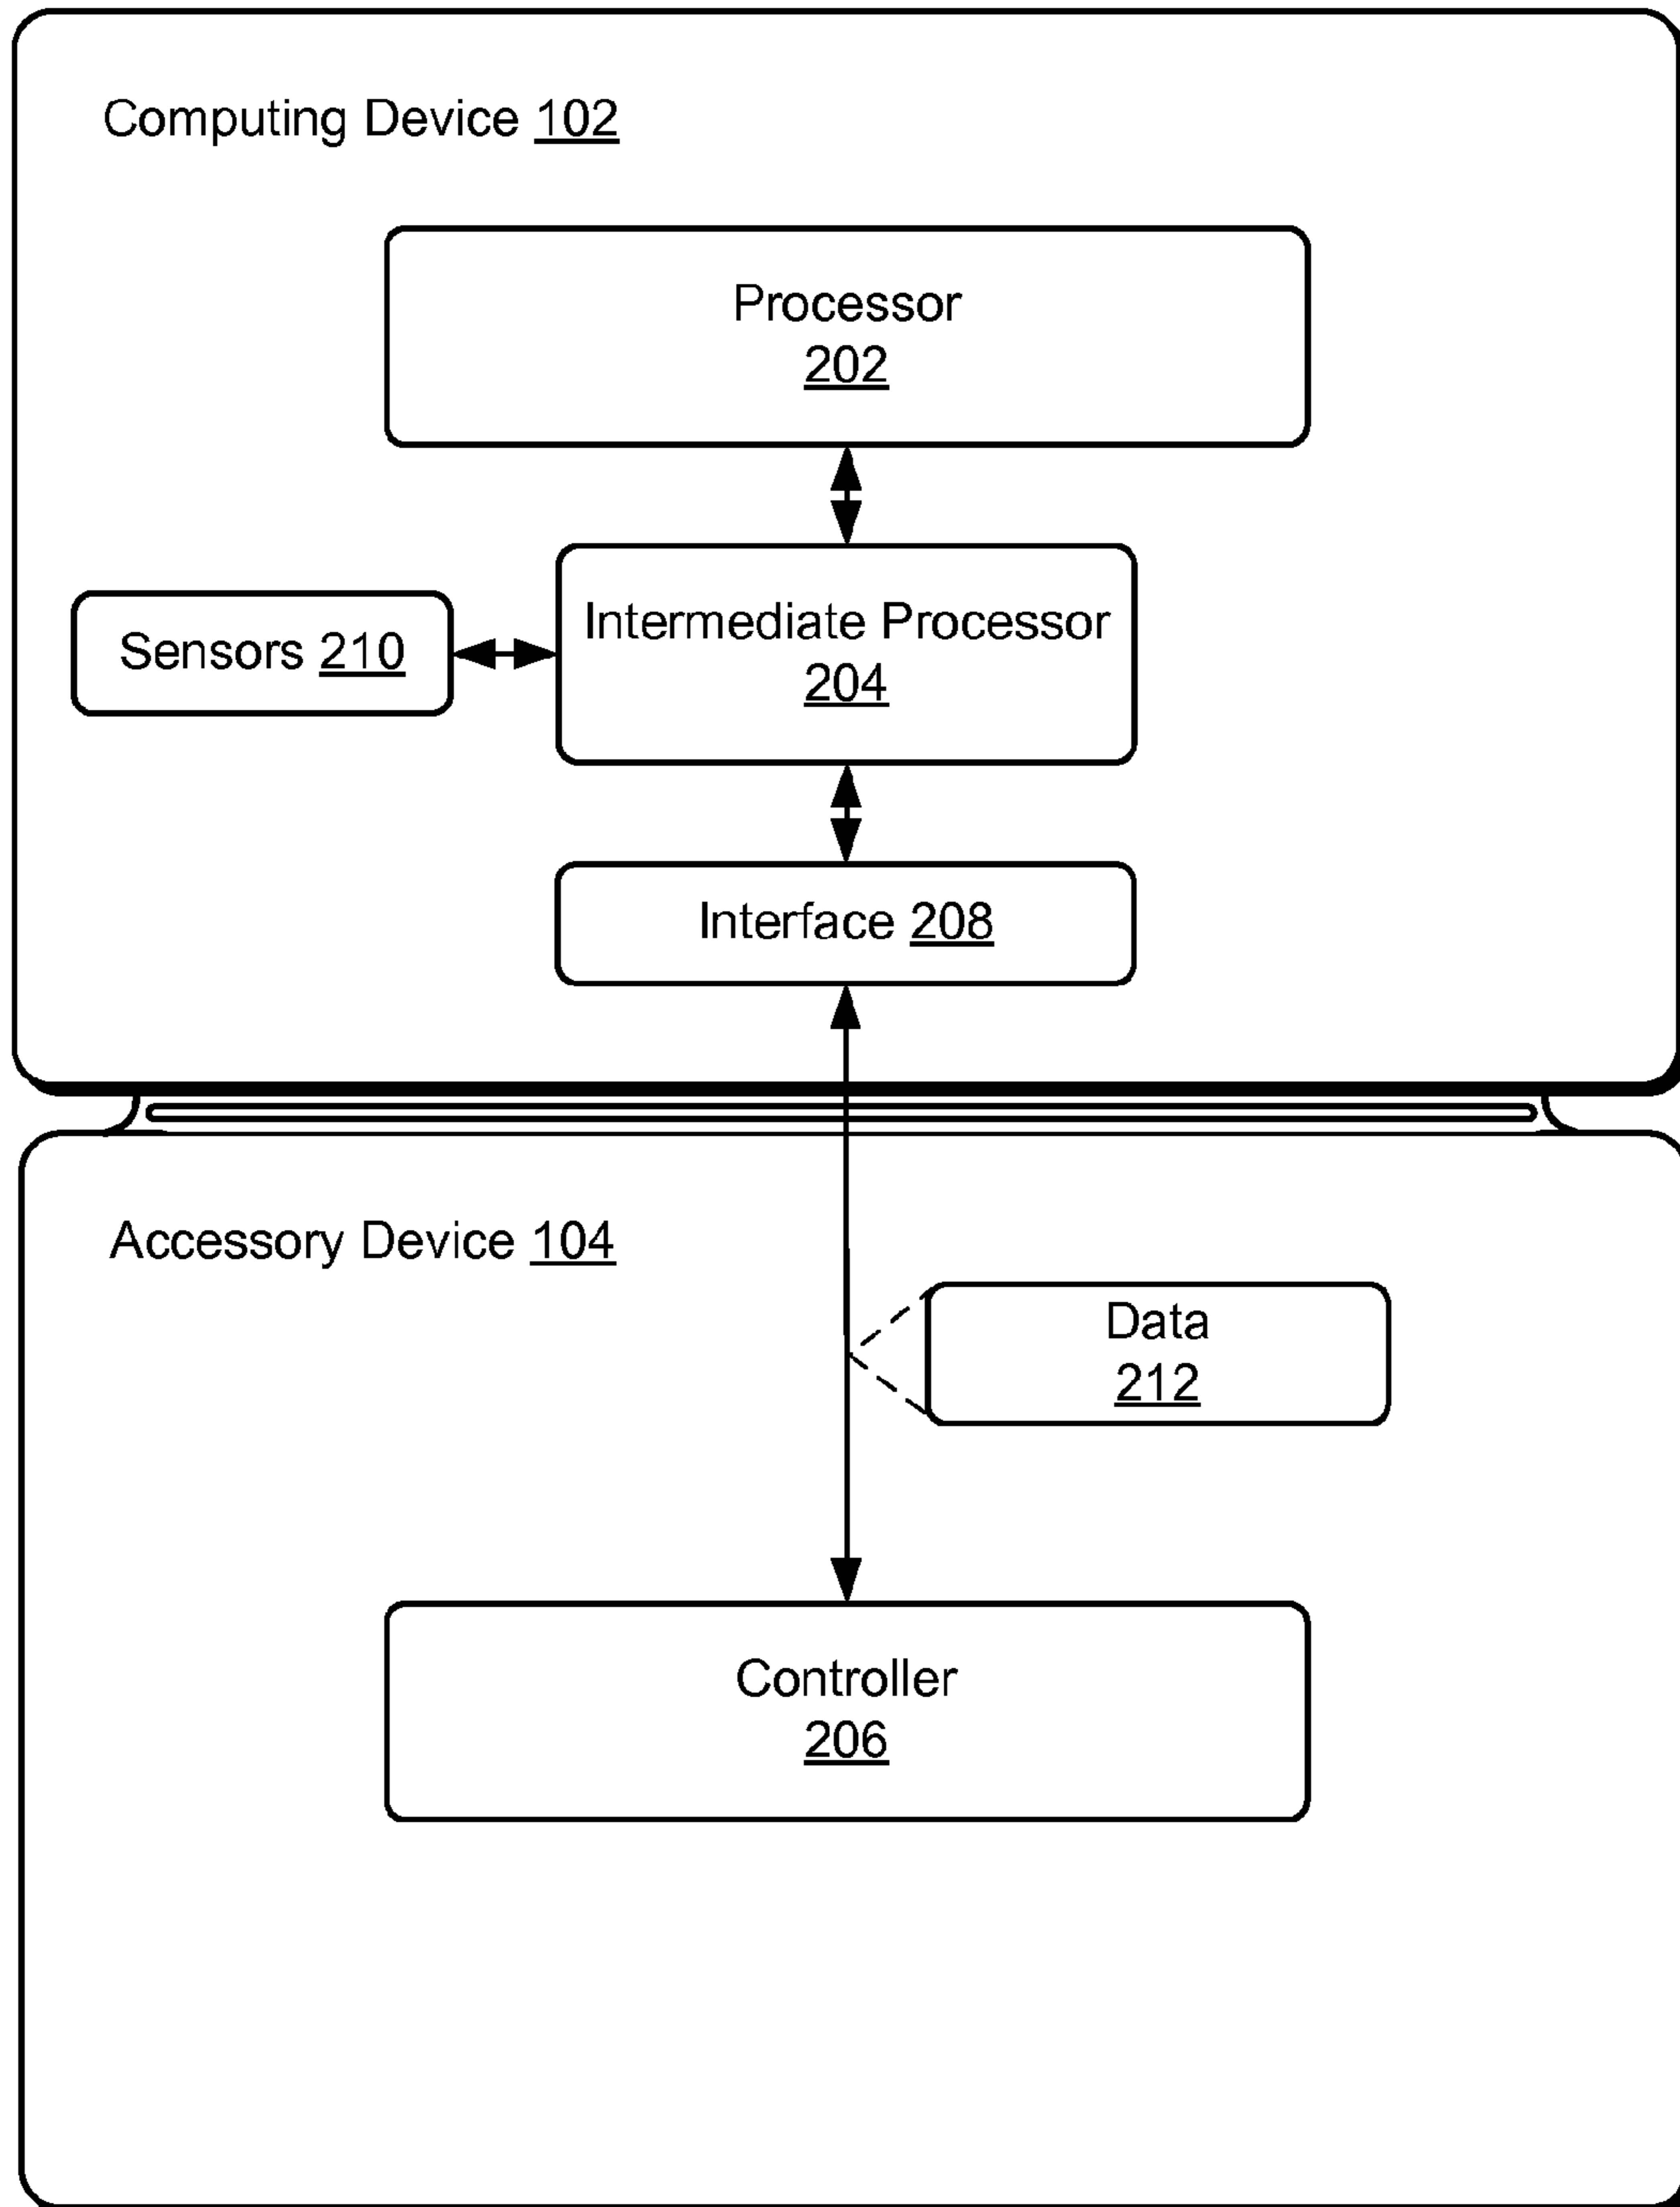 Computing Device 102
Processor
202
Intermediate Processor
204
Sensors 210
Interface 208
Accessory Device 104
Data
212
Controller
206